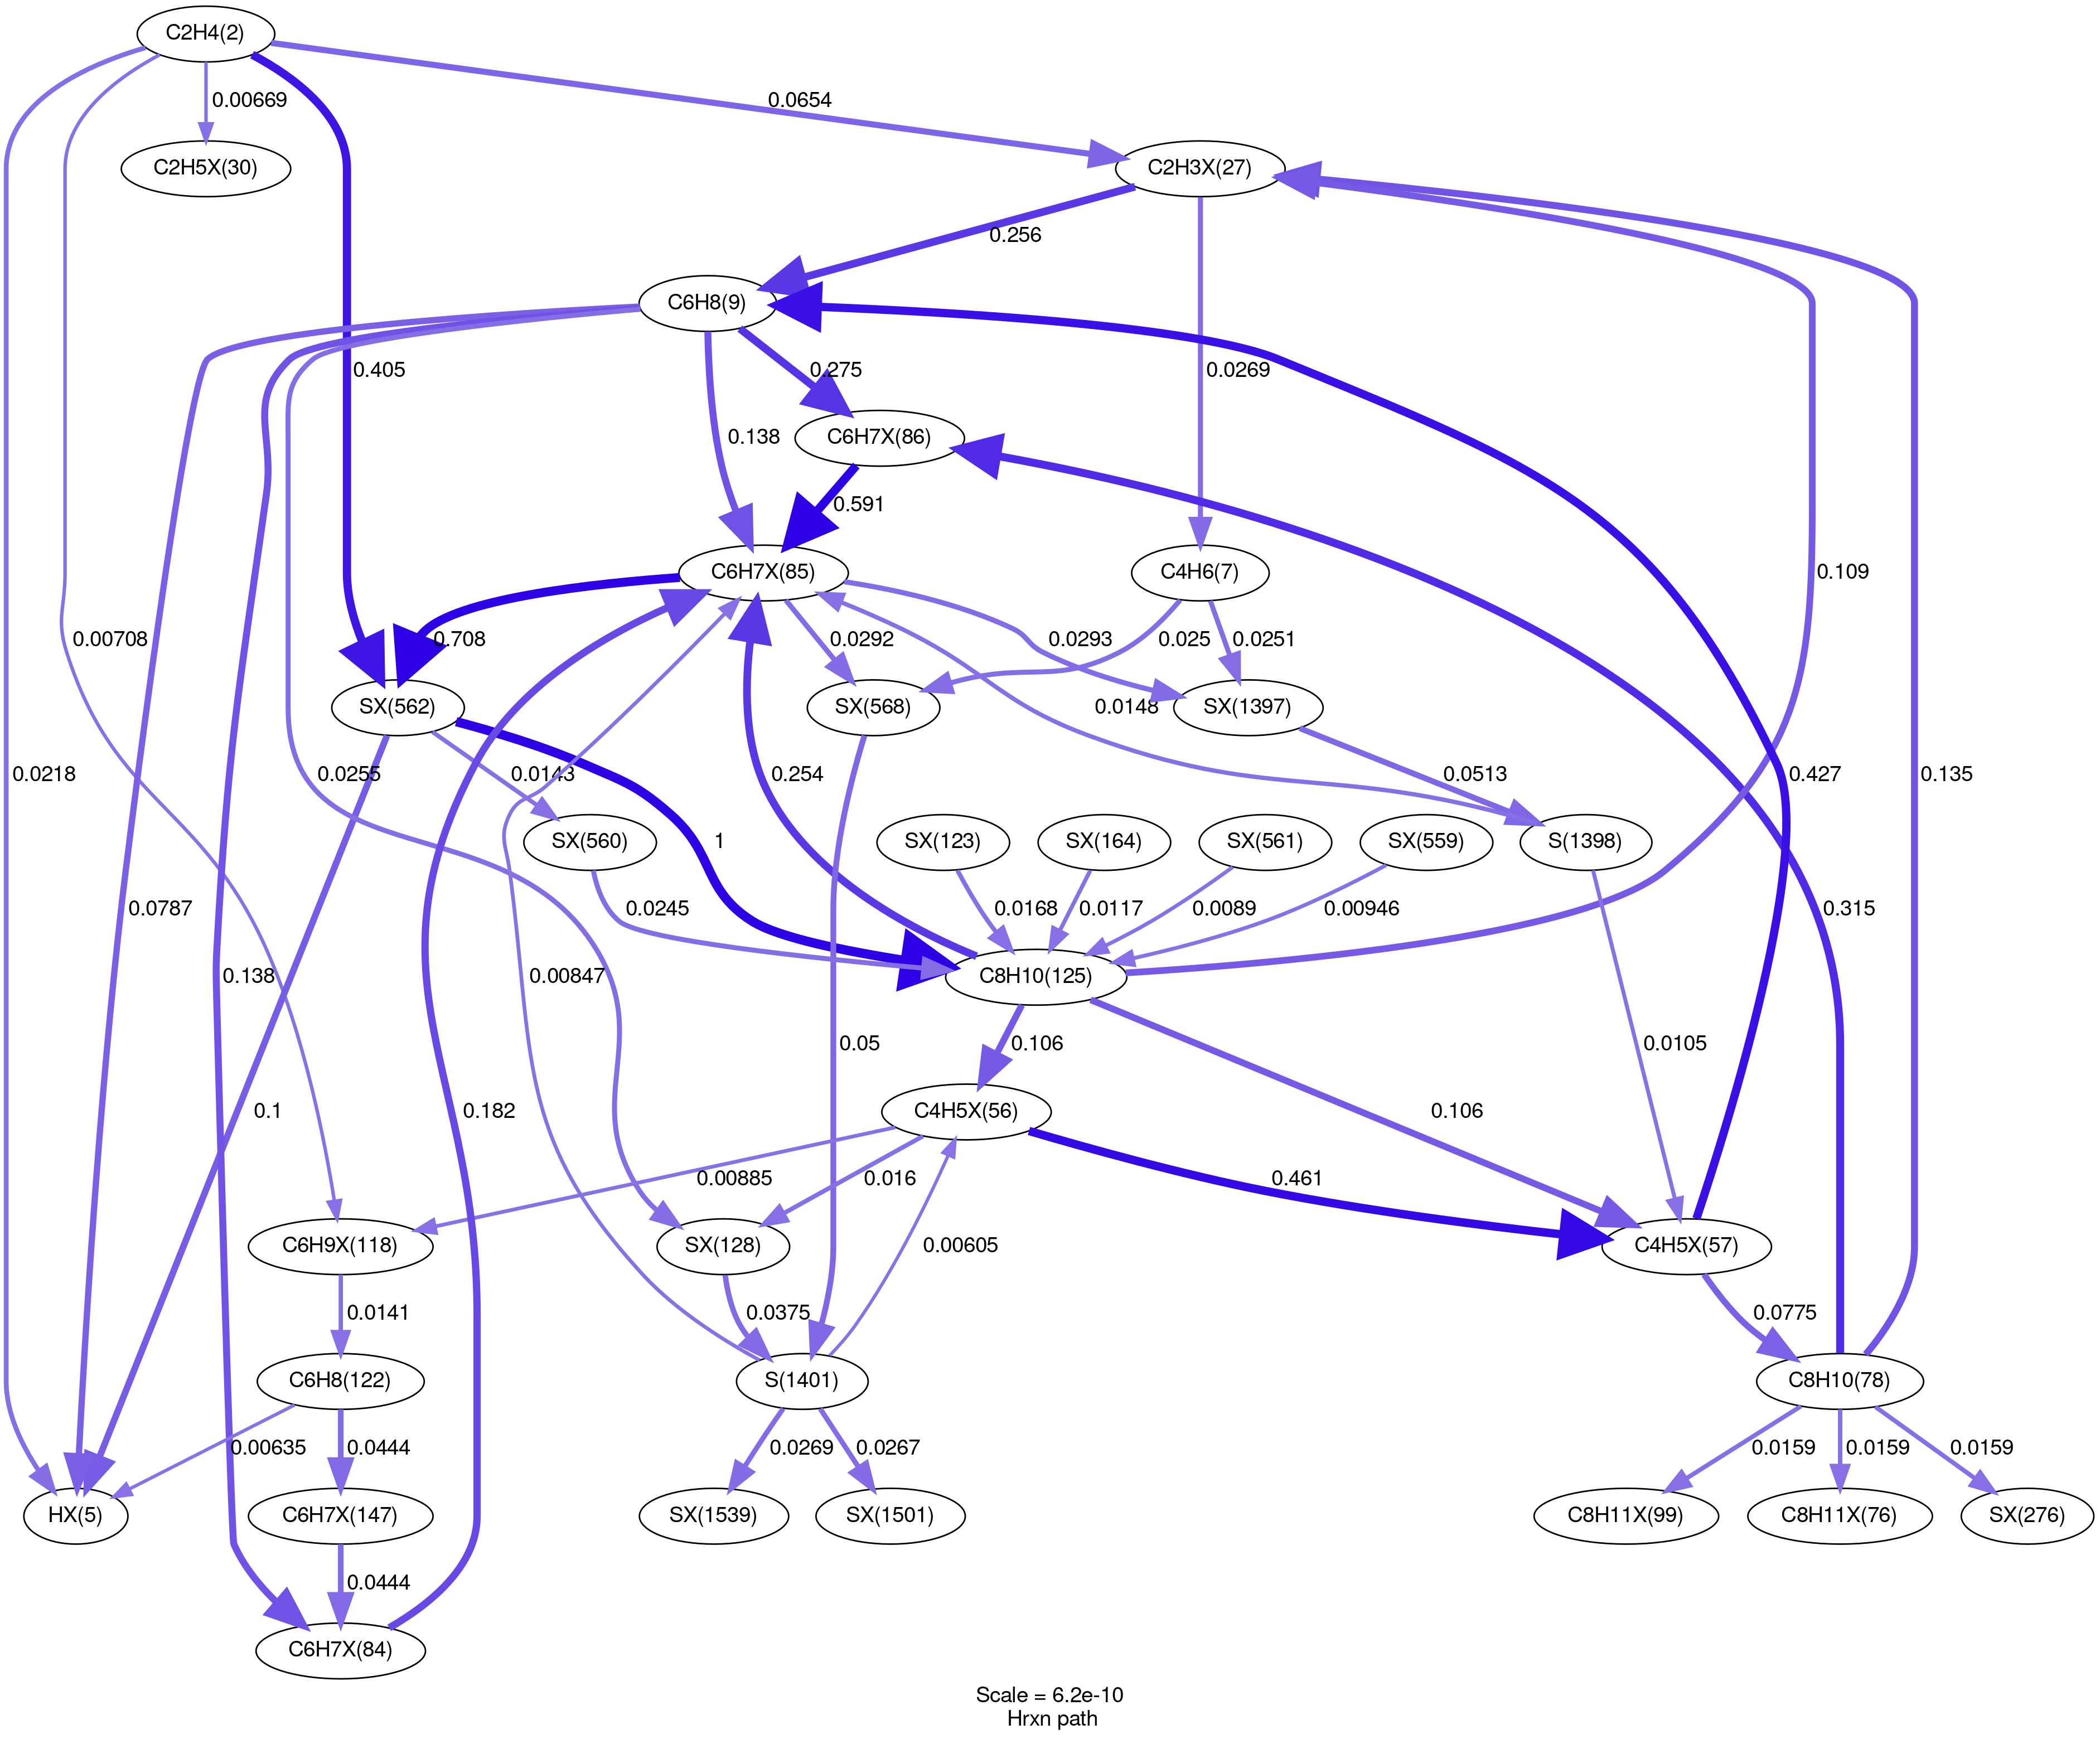 C2H4(2)
0.00669
0.0654
C2H5X(30)
C2H3X(27)
0.256
C6H8(9)
0.405
0.275
0.0269
0.138
C6H7X(86)
0.591
C6H7X(85)
C4H6(7)
0.109
0.00708
0.708
0.0292
0.0293
0.025
0.0251
SX(562)
SX(568)
SX(1397)
0.0148
0.0218
0.0255
0.0143
0.254
0.0513
0.427
0.135
SX(560)
1
SX(123)
SX(164)
SX(561)
SX(559)
S(1398)
0.0787
0.0245
0.0168
0.0117
0.0089
0.00946
0.315
0.138
0.00847
C8H10(125)
0.05
0.106
0.0105
0.1
0.182
C4H5X(56)
0.106
0.00885
0.016
0.461
C6H9X(118)
SX(128)
0.00605
C4H5X(57)
0.0141
0.0375
0.0775
C6H8(122)
S(1401)
C8H10(78)
0.00635
0.0444
0.0269
0.0267
0.0159
0.0159
0.0159
HX(5)
C6H7X(147)
SX(1539)
SX(1501)
C8H11X(99)
C8H11X(76)
SX(276)
0.0444
C6H7X(84)
Scale = 6.2e-10
Hrxn path